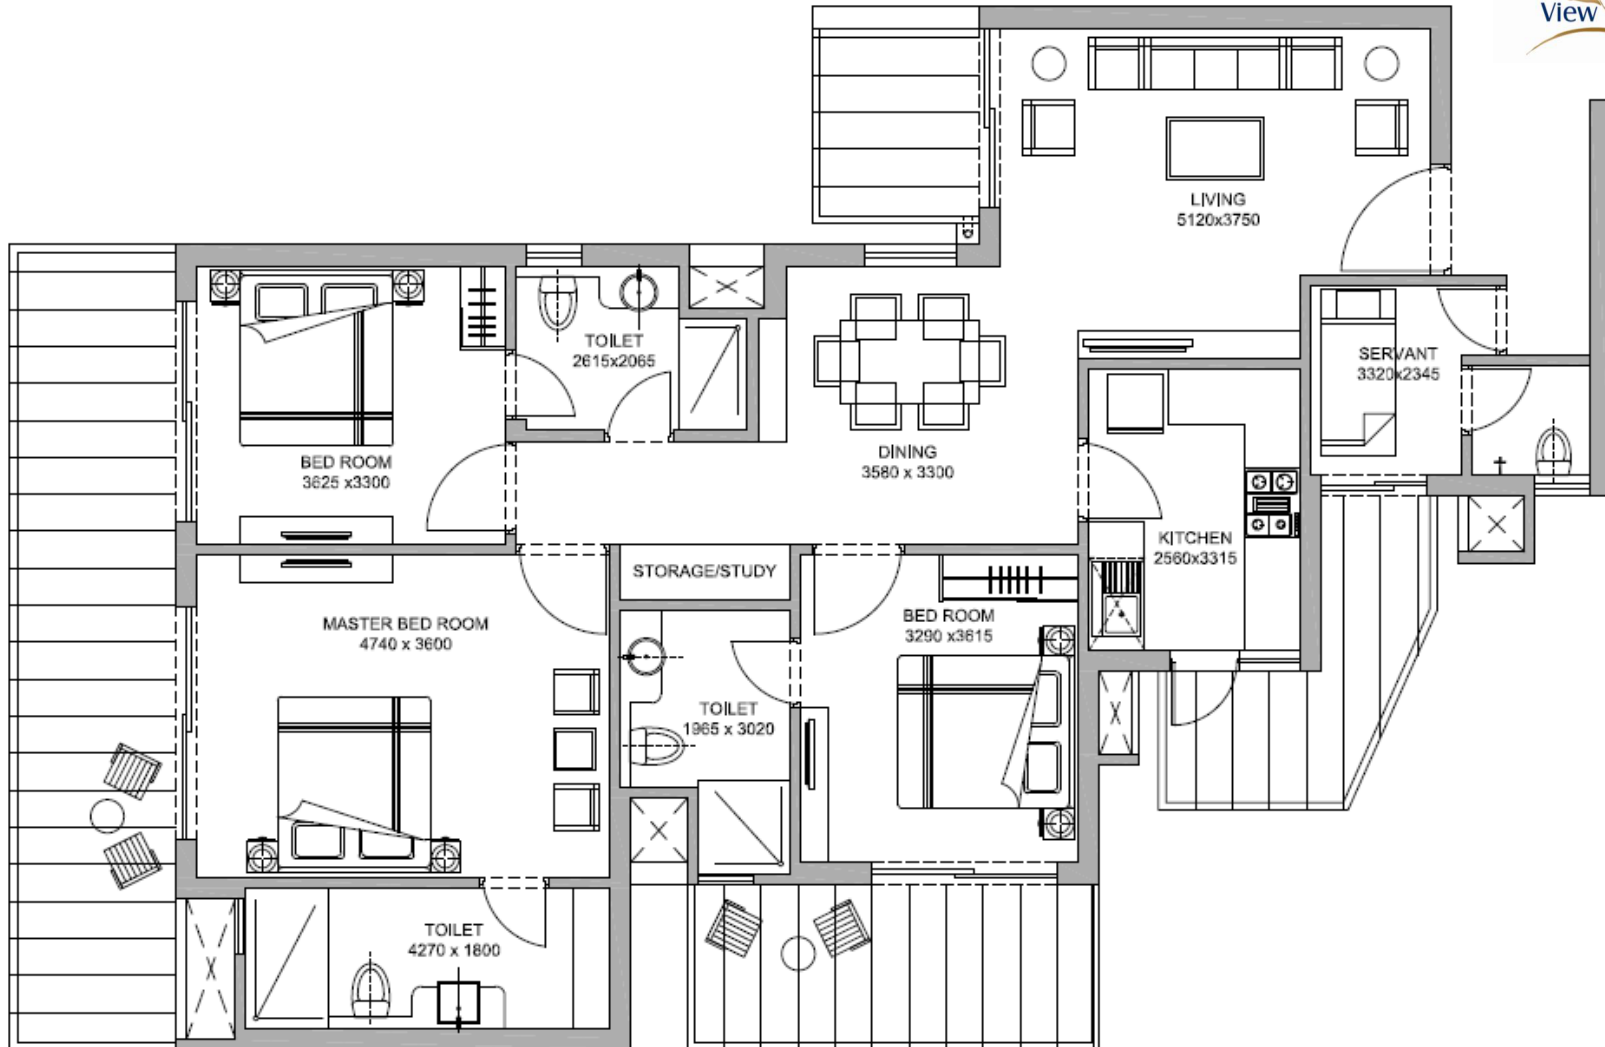 View
LIVING
5120x3750
TOILET
2615x2065
SERVANT
3320x2345
BED ROOM
3625 x3300
DINING
3580 x 3300
KITCHEN
2560x3315
STORAGE/STUDY
MASTER BED ROOM
4740 x 3600
BED ROOM
3290 x3615
TOILET
1965 x 3020
TOILET
4270 x 1800